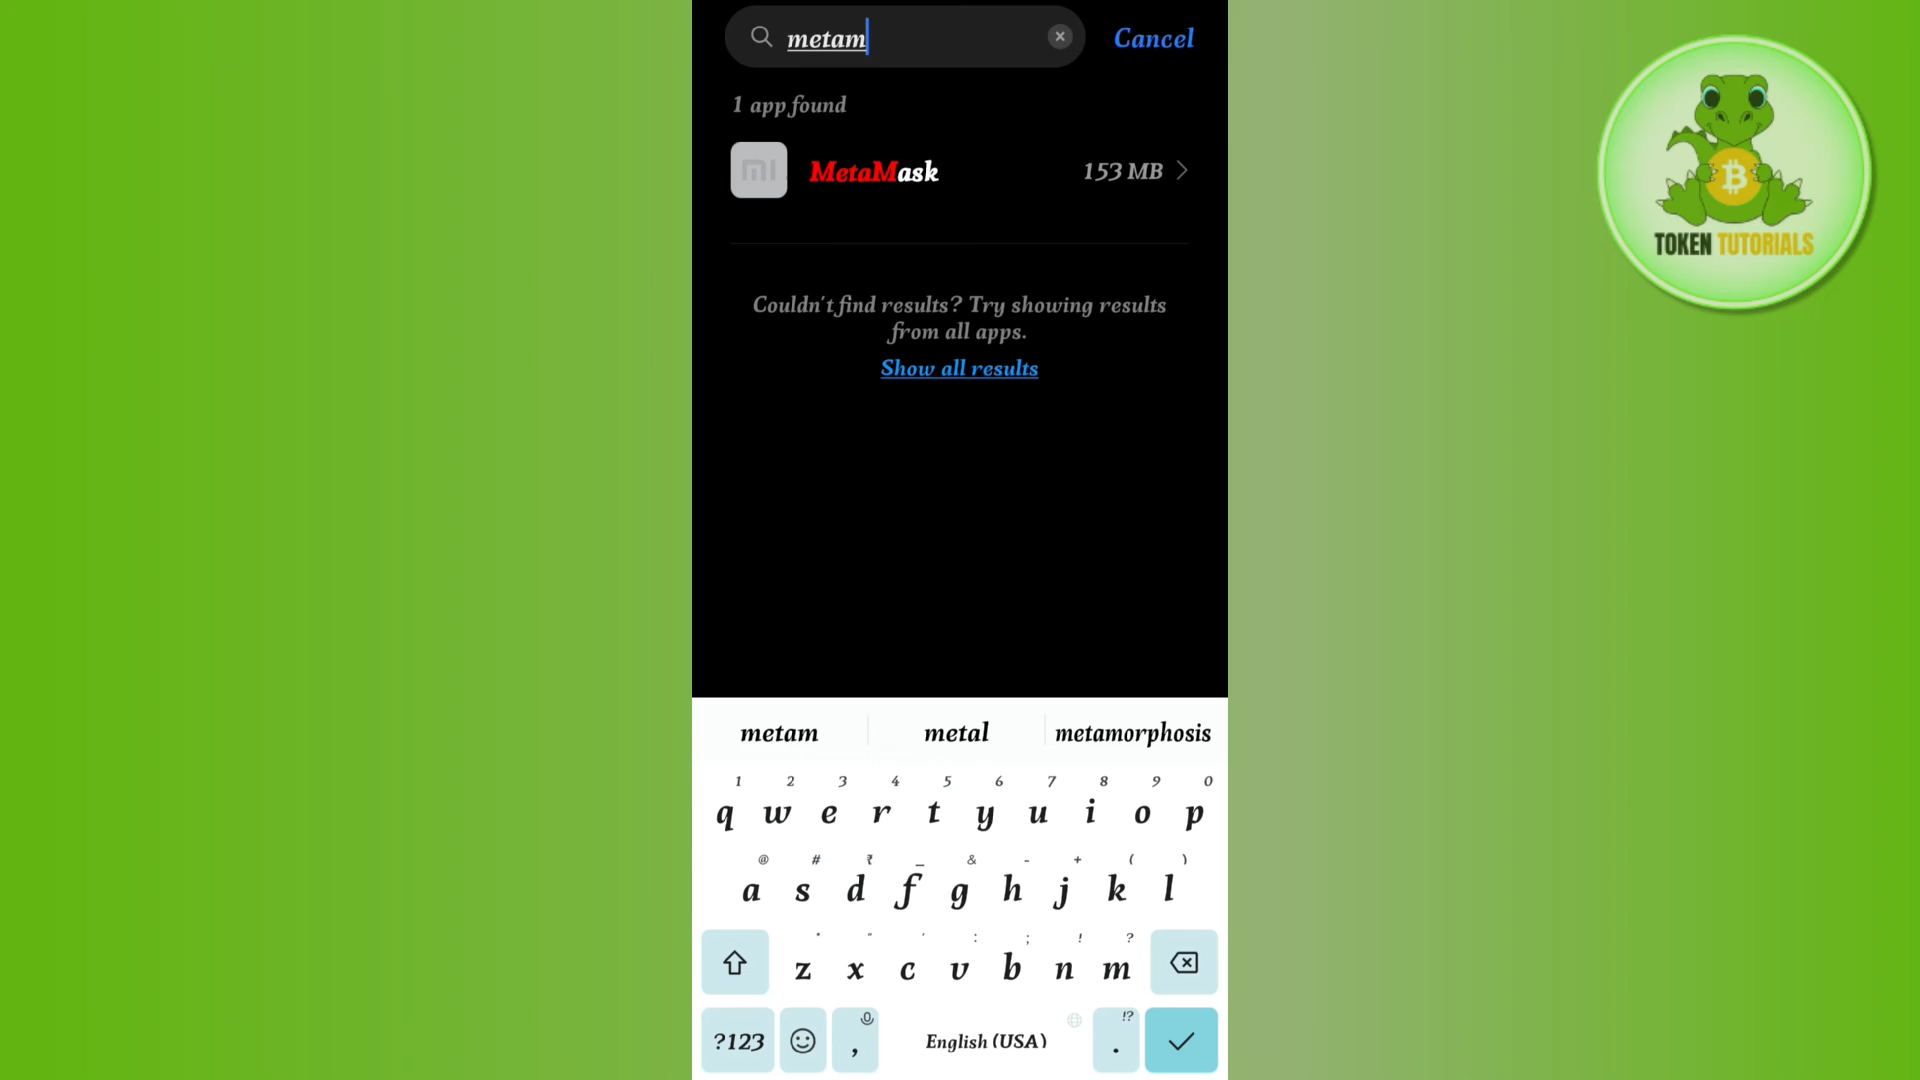 metam
Cancel
1 app found
MetaMask
153 MB
Couldn't find results? Try showing results
from all apps.
Show all results
TOKEN TUTORIALS
metam metal metamorphosis
1 2 3 4 5 6 7 8 9 0
q w e r t y u i o p
@ # ₹ _ & - + ( )
a s d f g h j k l
* " ' : ; ! ?
z x c v b n m
!?
?123 , English (USA) .